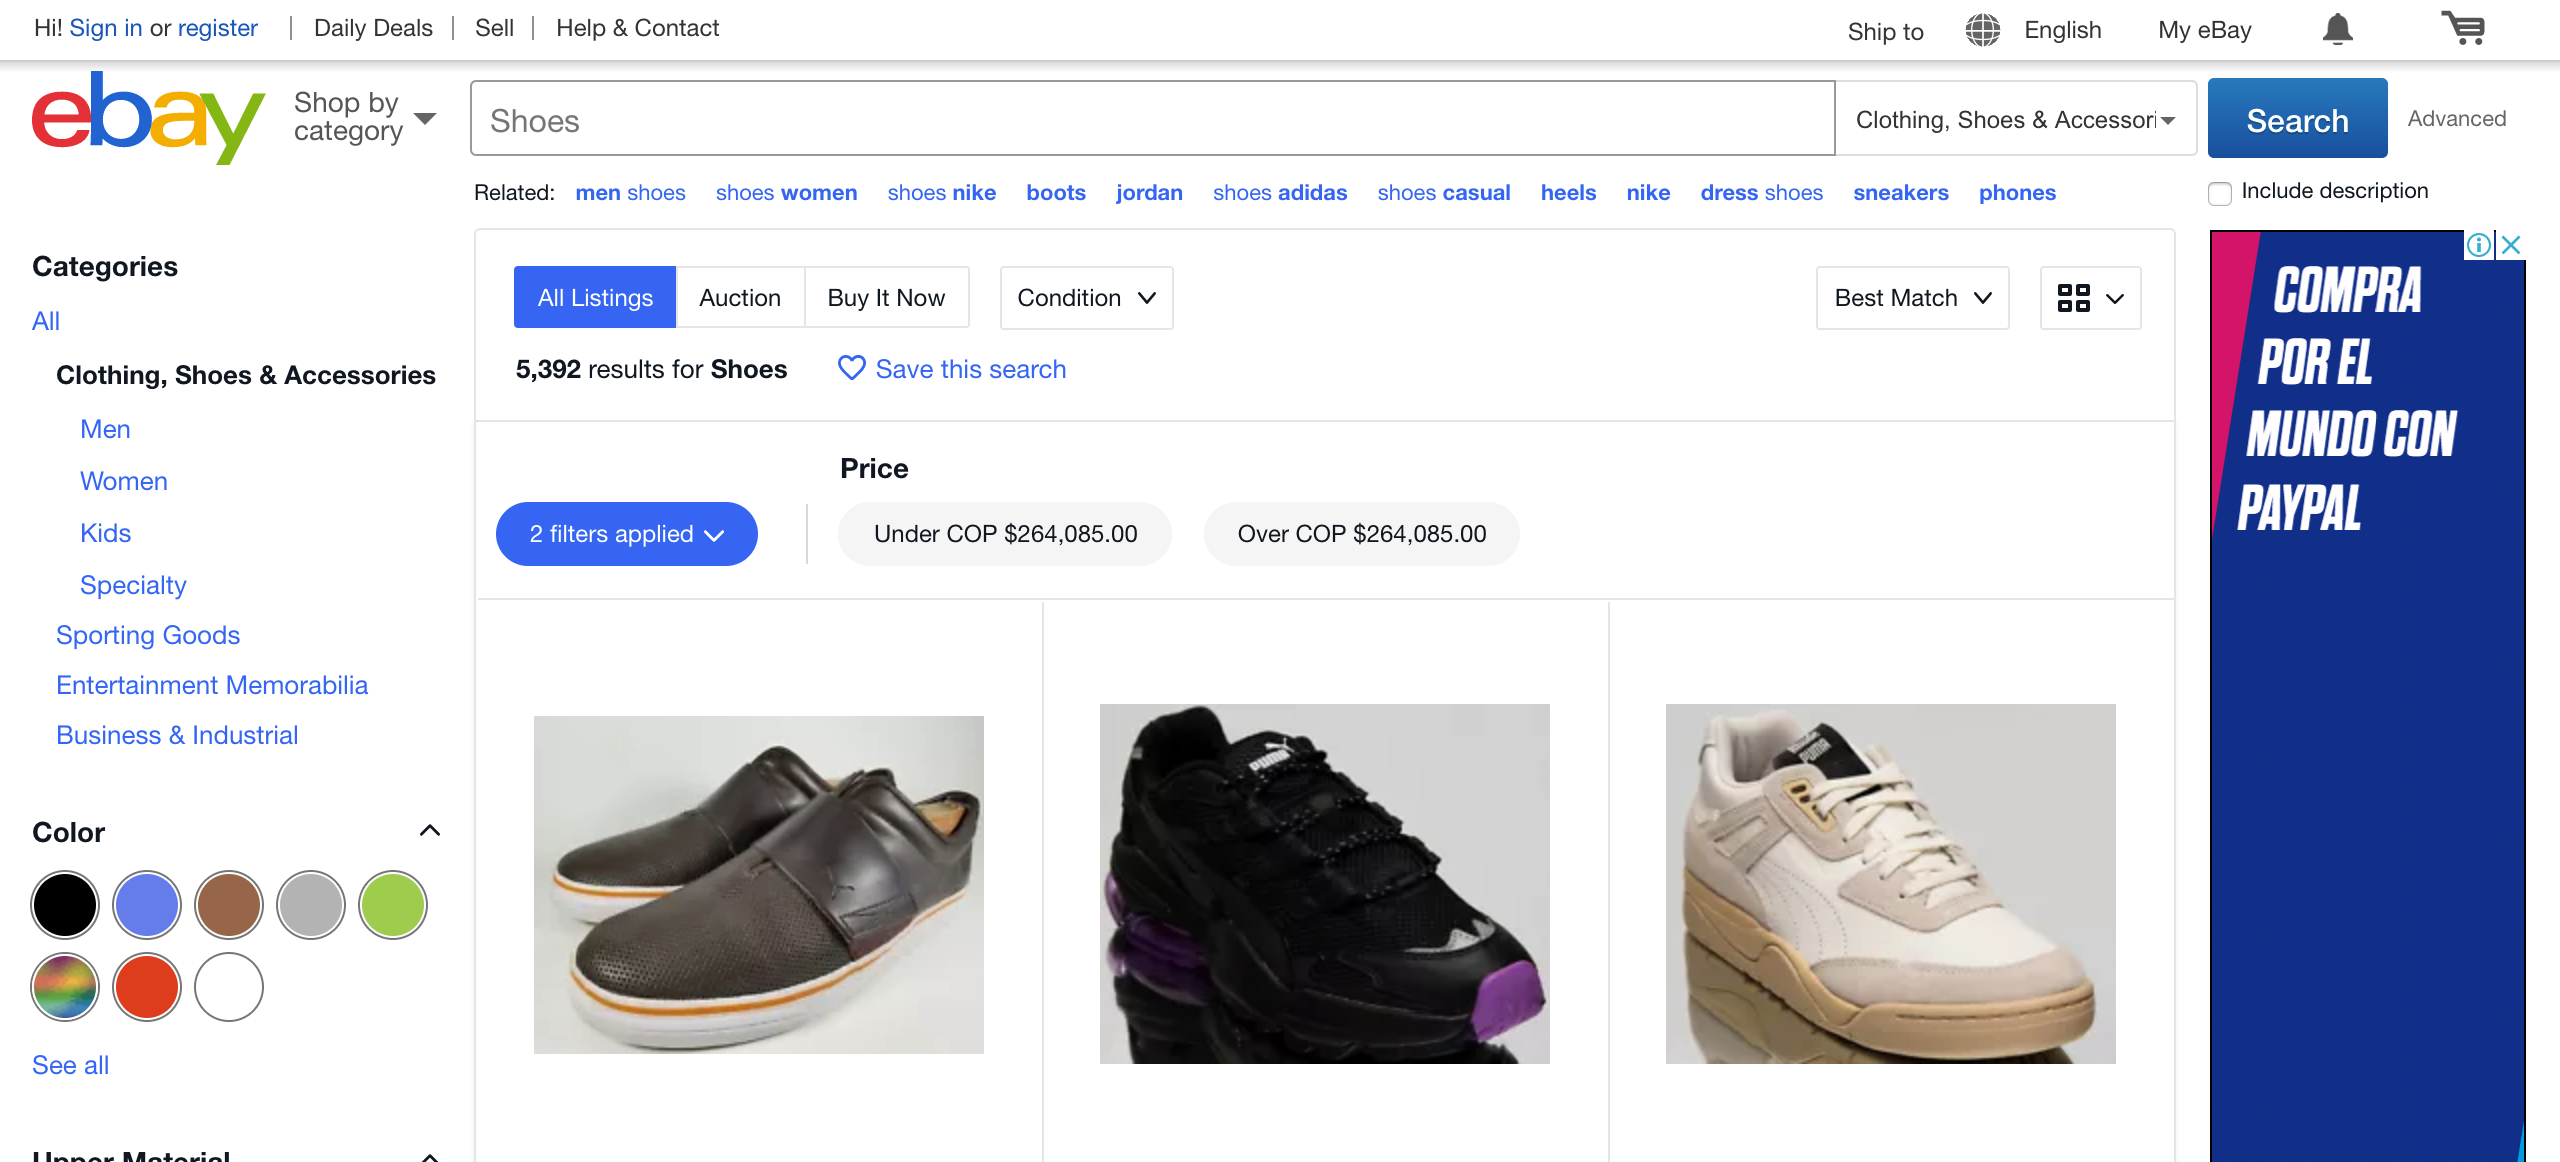 Hi! Sign in or register
Daily Deals
Sell
Help & Contact
Ship to
English
My eBay
ebay
Shop by
category
Shoes
Clothing, Shoes & Accessori
Search
Advanced
Related: men shoes shoes women shoes nike boots jordan shoes adidas shoes casual heels nike dress shoes sneakers phones
Include description
Categories
All
Clothing, Shoes & Accessories
Men
Women
Kids
Specialty
Sporting Goods
Entertainment Memorabilia
Business & Industrial
Color
See all
Upper Material
All Listings
Auction
Buy It Now
Condition
Best Match
5,392 results for Shoes
Save this search
Price
2 filters applied
Under COP $264,085.00
Over COP $264,085.00
PUMA
PUMA
COMPRA
POR EL
MUNDO CON
PAYPAL